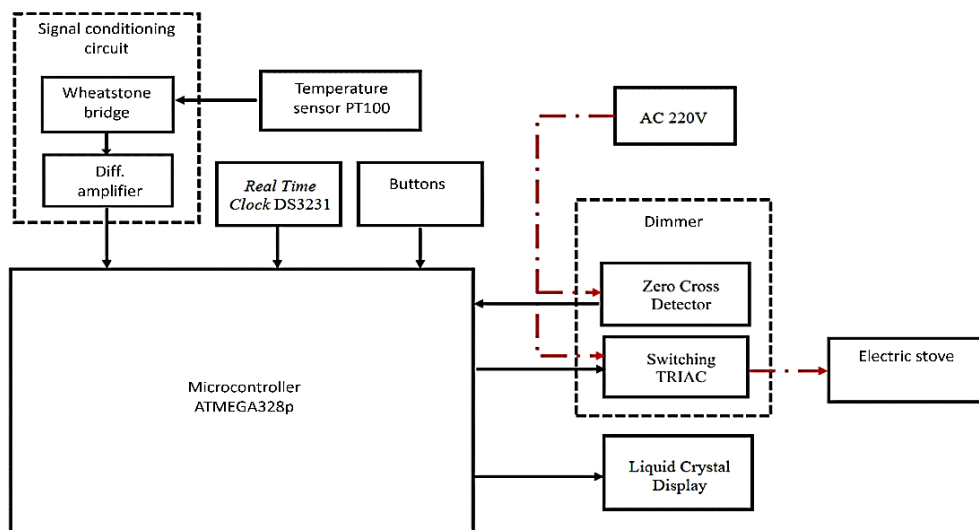 Signal conditioning
circuit
Wheatstone
bridge
Temperature
sensor PT100
AC 220V
Diff.
amplifier
Real Time
Clock DS3231
Buttons
Dimmer
Zero Cross
Detector
Switching
TRIAC
Electric stove
Microcontroller
ATMEGA328p
Liquid Crystal
Display